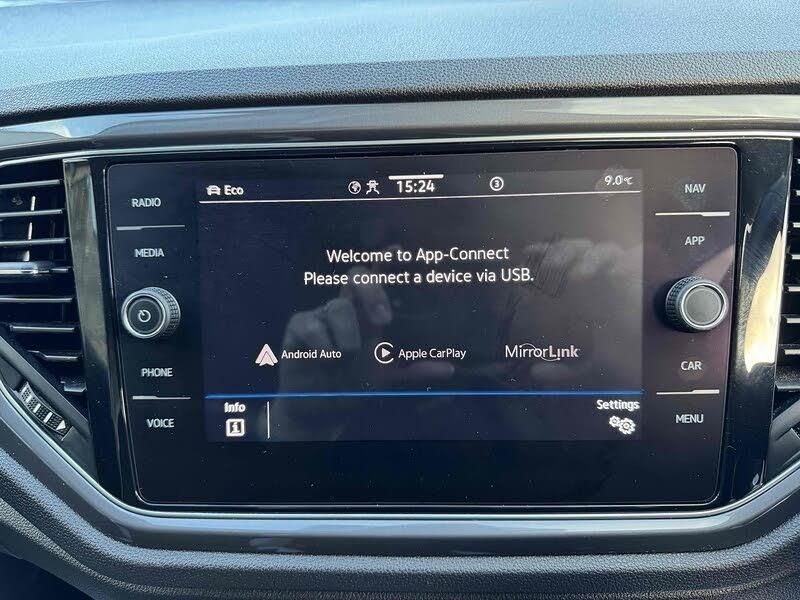 RADIO
MEDIA
PHONE
VOICE
Eco
15:24
3
9.0°C
Welcome to App-Connect
Please connect a device via USB.
Android Auto
Apple CarPlay
MirrorLink
Info
Settings
NAV
APP
CAR
MENU